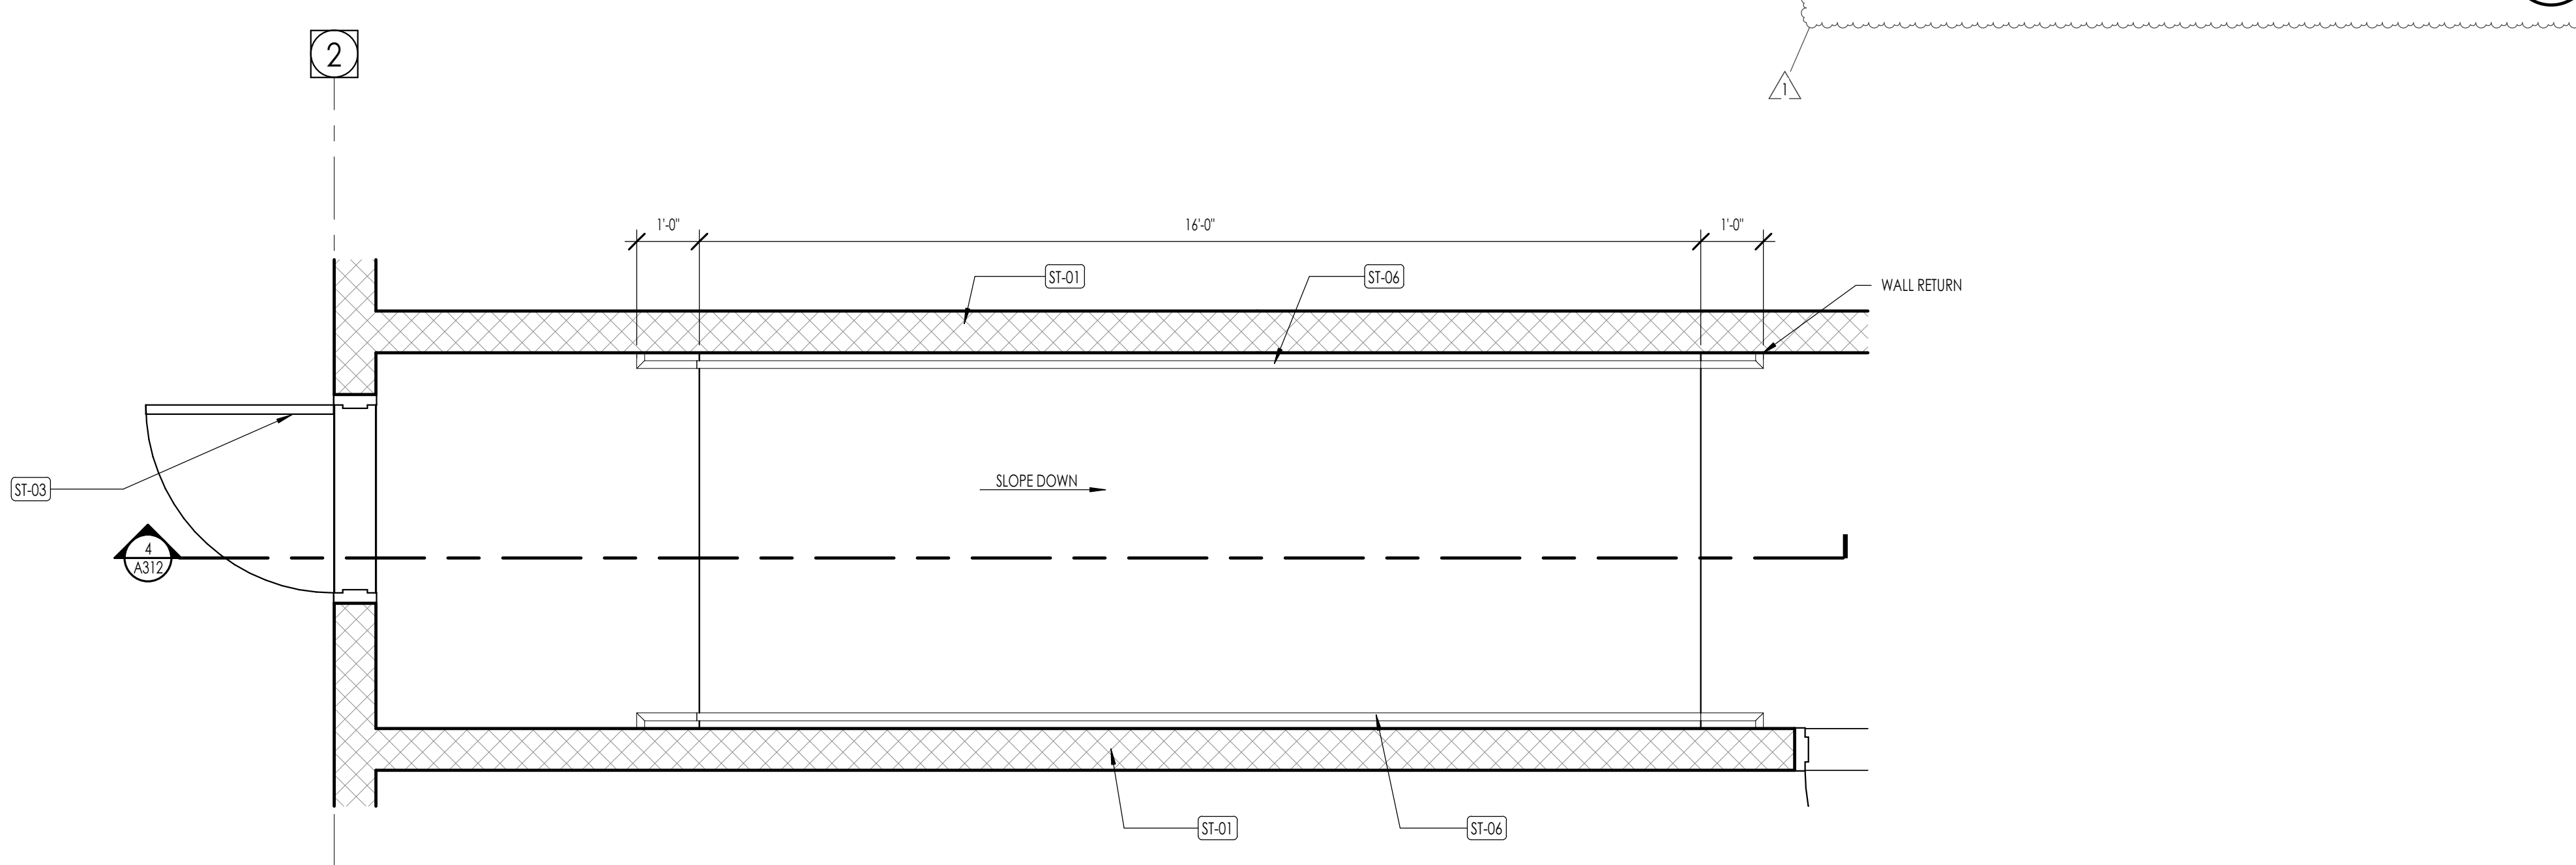 2
1
1'-0"
16'-0"
1'-0"
ST-01
ST-06
WALL RETURN
SLOPE DOWN
ST-03
4
A312
ST-01
ST-06